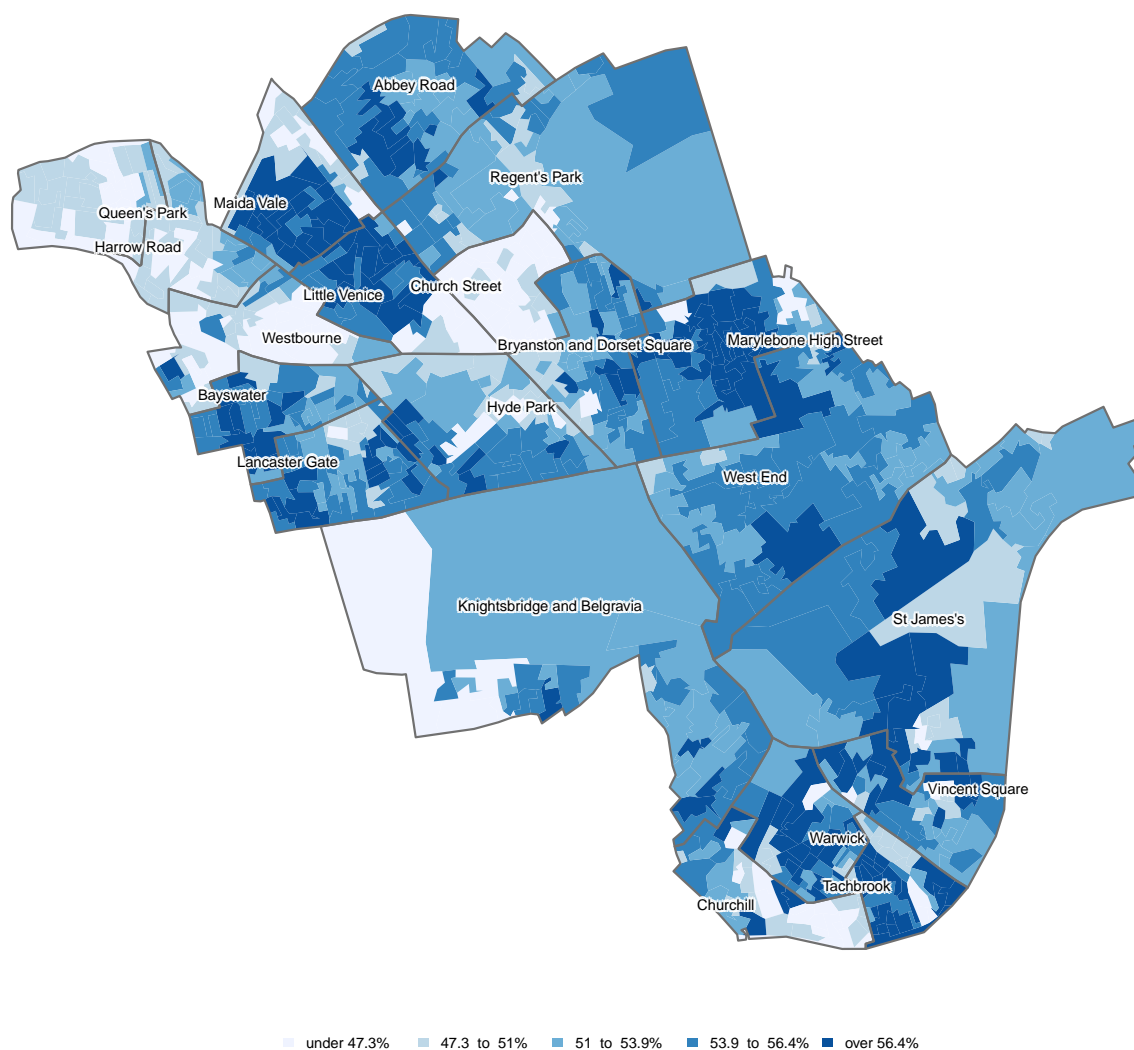 Abbey Road
Regent's Park
Maida Vale
Queen's Park
Harrow Road
Church Street
Little Venice
Westbourne
Marylebone High Street
Bryanston and Dorset Square
Bayswater
Hyde Park
Lancaster Gate
West End
Knightsbridge and Belgravia
St James's
Vincent Square
Warwick
Tachbrook
Churchill
under 47.3% 47.3 to 51% 51 to 53.9% 53.9 to 56.4% over 56.4%